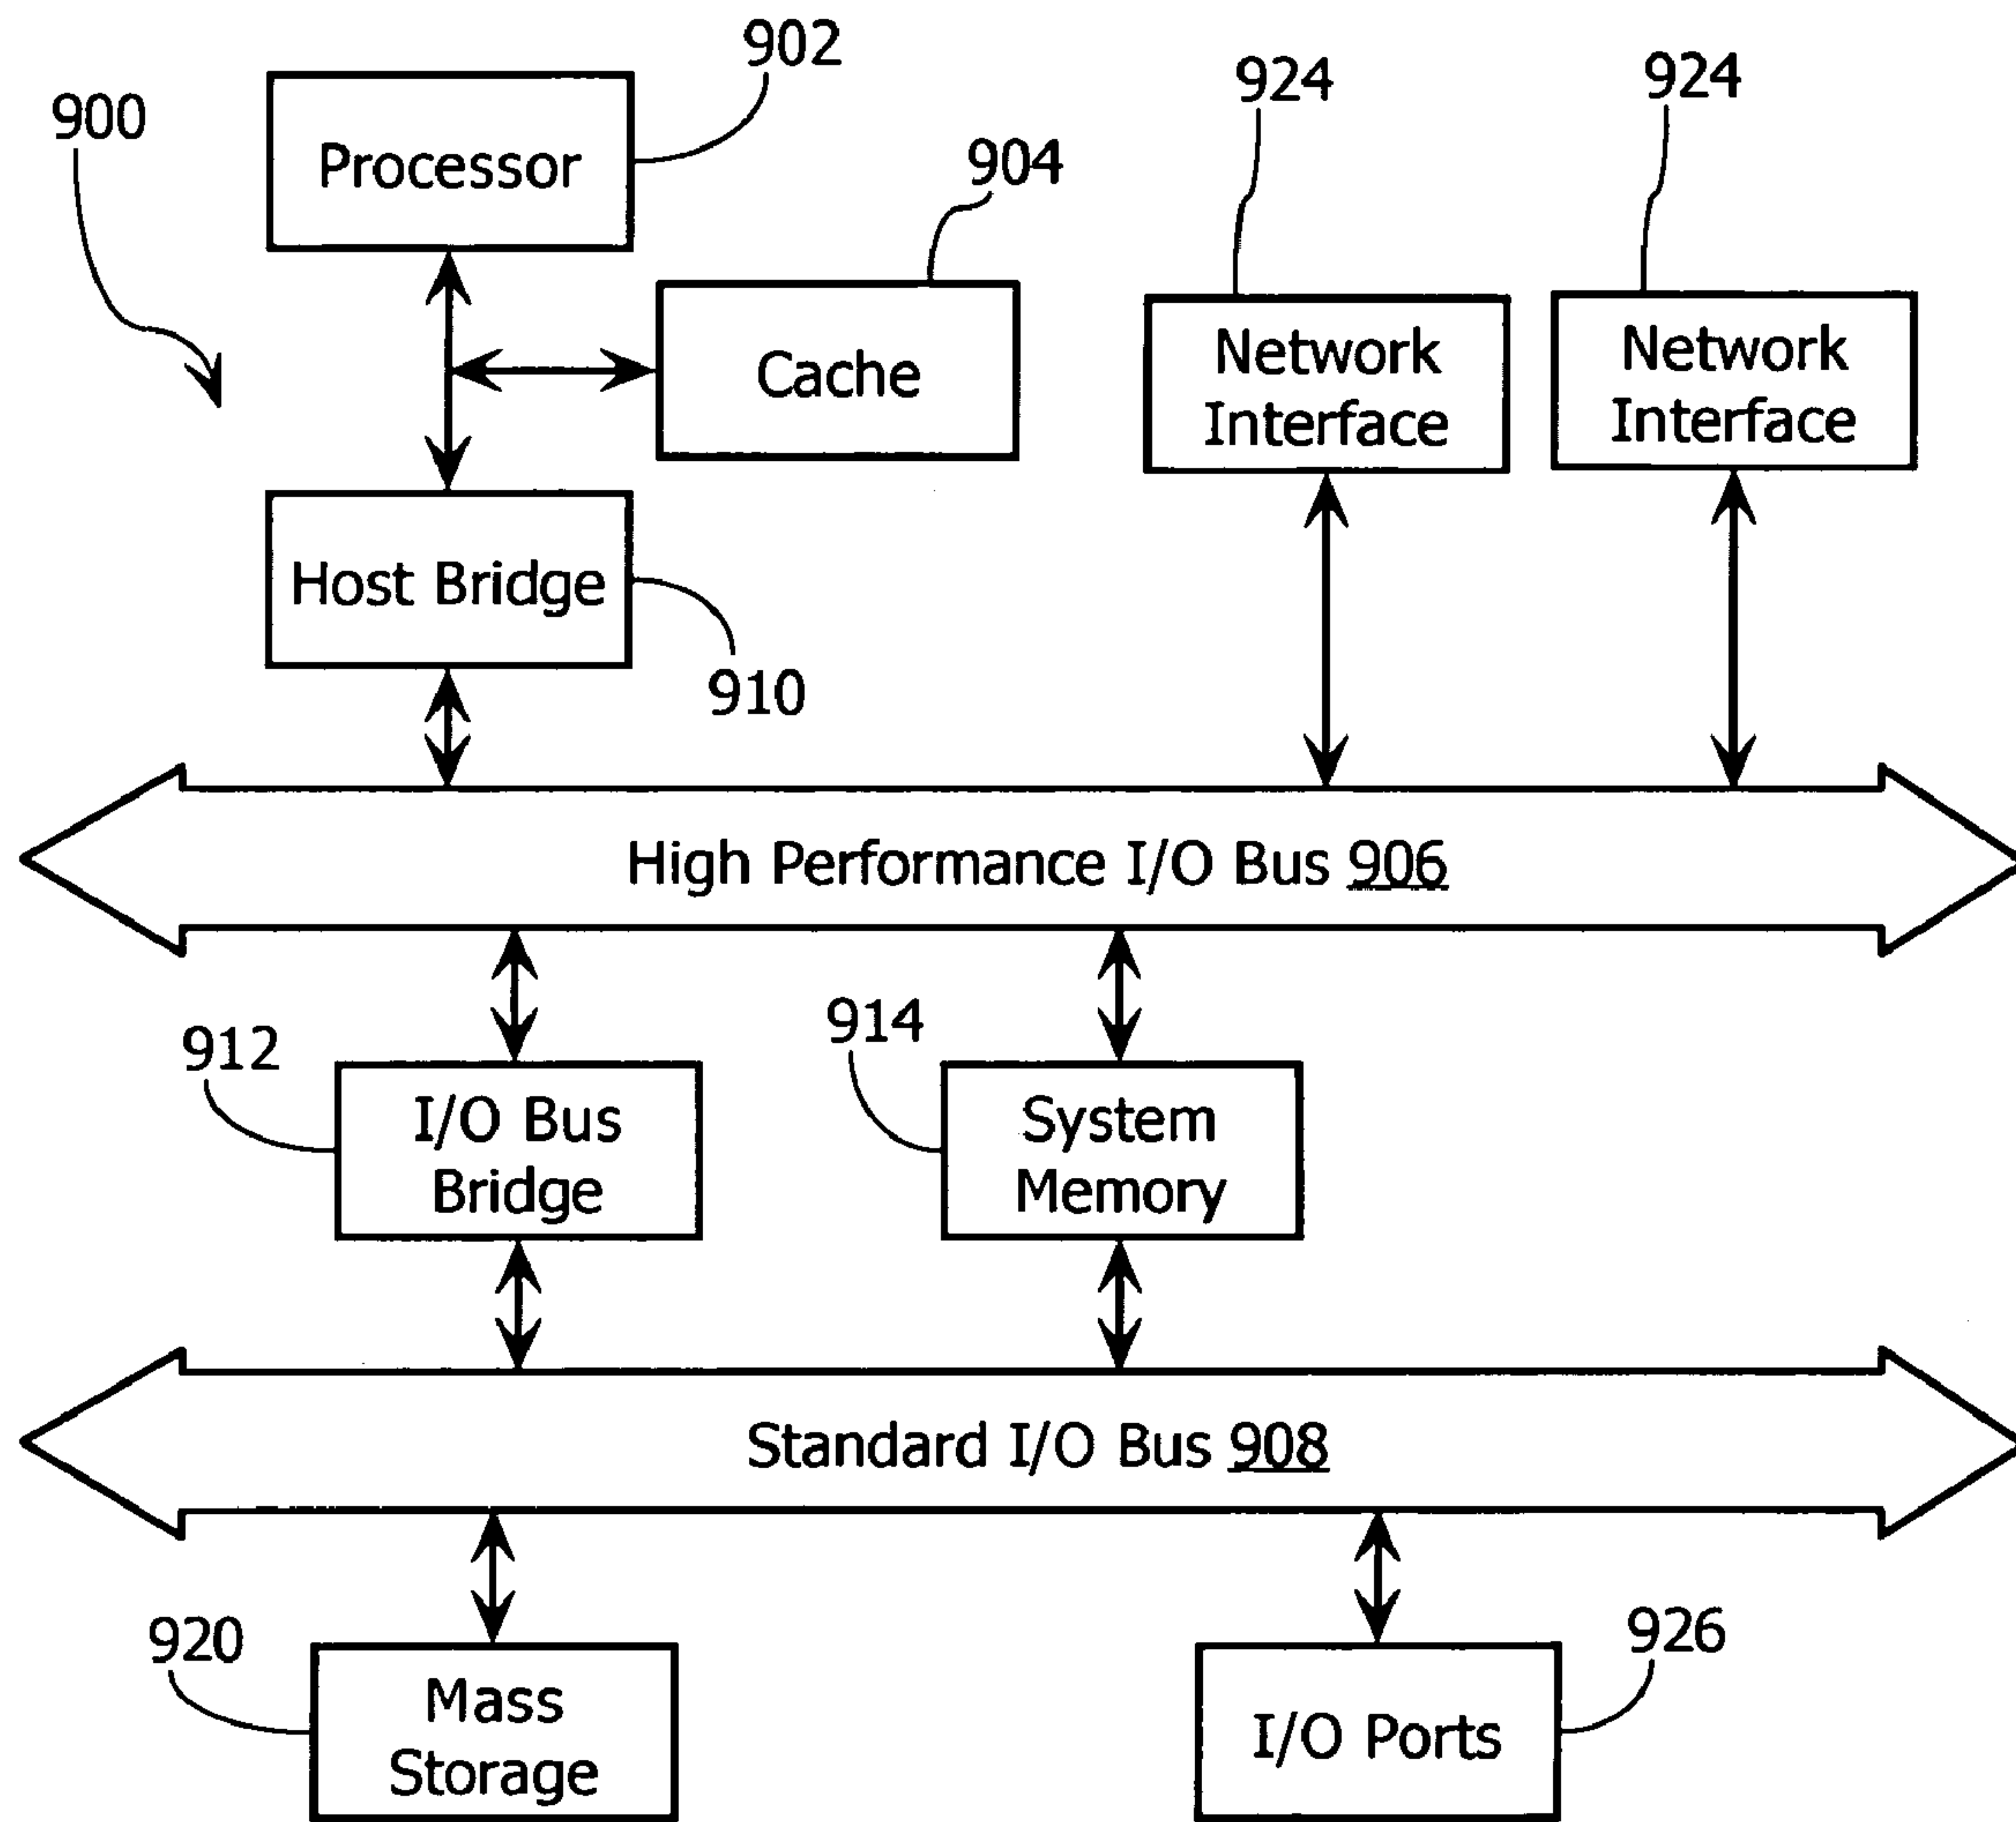 902
924
924
900
Processor
904
Network
Interface
Network
Interface
Cache
Host Bridge
910
High Performance I/O Bus 906
912
914
I/O Bus
Bridge
System
Memory
Standard I/O Bus 908
920
926
Mass
Storage
I/O Ports